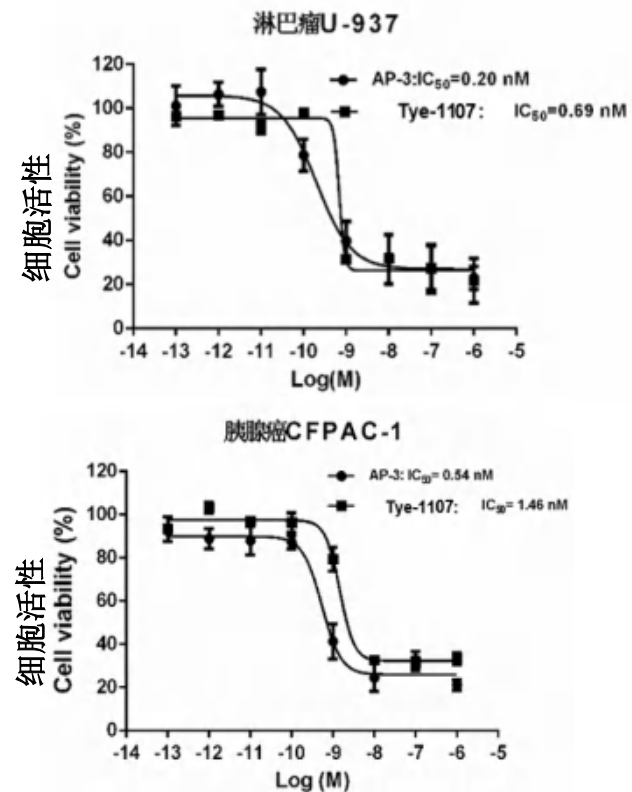 淋巴瘤U-937
AP-3:IC50=0.20 nM
Tye-1107: IC50=0.69 nM
细胞活性
Cell viability (%)
120
100
80
60
40
20
0
-14 -13 -12 -11 -10 -9 -8 -7 -6 -5
Log(M)
胰腺癌CFPAC-1
AP-3: IC50= 0.54 nM
Tye-1107: IC50= 1.46 nM
细胞活性
Cell viability (%)
120
100
80
60
40
20
0
-14 -13 -12 -11 -10 -9 -8 -7 -6 -5
Log (M)